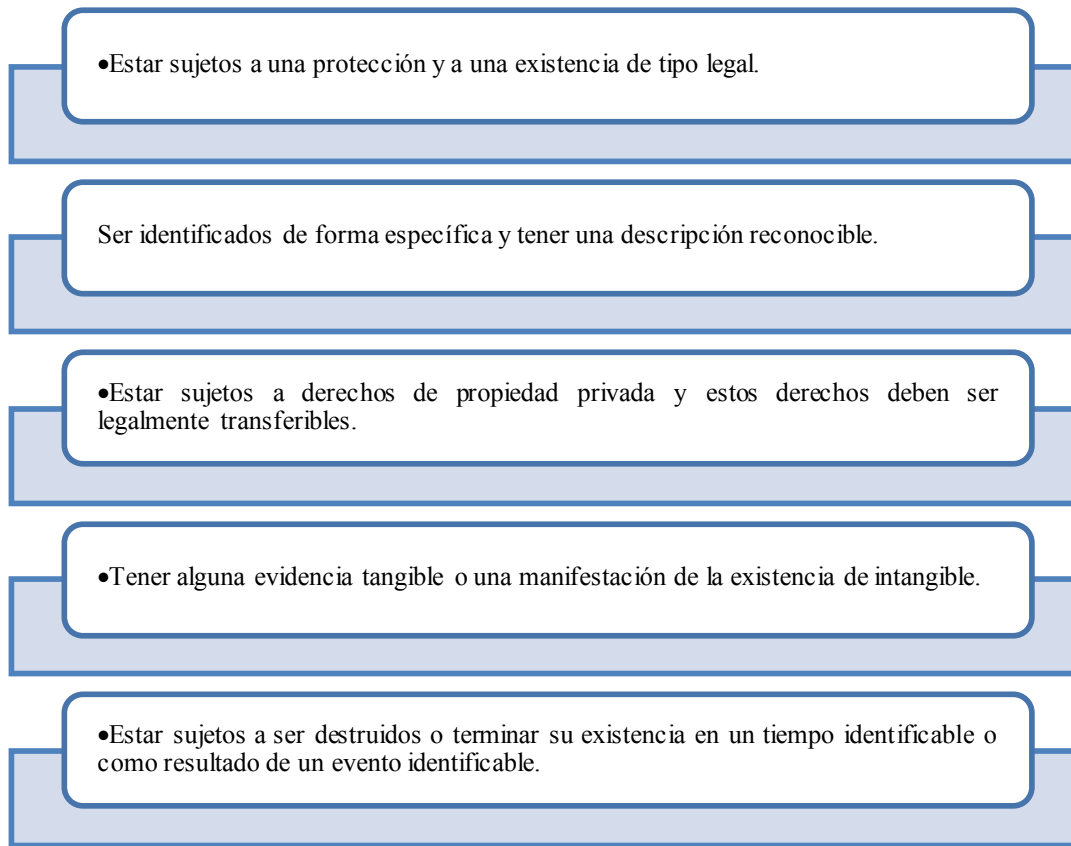 •Estar sujetos a una protección y a una existencia de tipo legal.
Ser identificados de forma específica y tener una descripción reconocible.
•Estar sujetos a derechos de propiedad privada y estos derechos deben ser
legalmente transferibles.
•Tener alguna evidencia tangible o una manifestación de la existencia de intangible.
•Estar sujetos a ser destruidos o terminar su existencia en un tiempo identificable o
como resultado de un evento identificable.